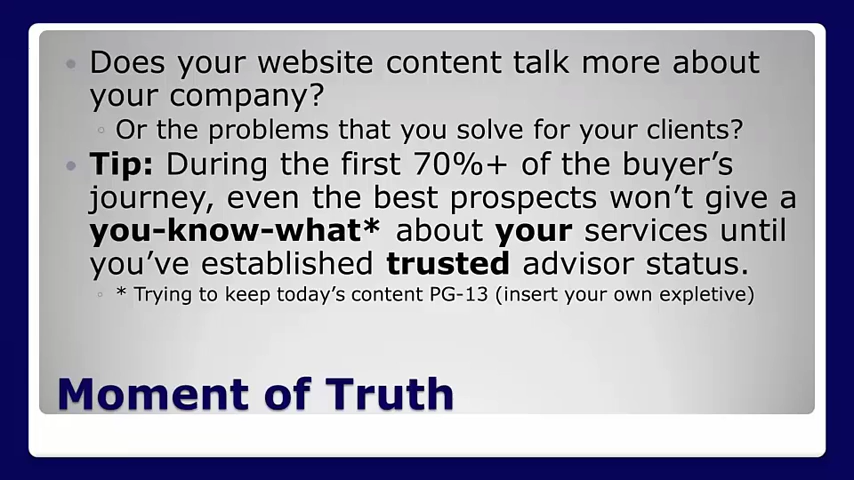 Does your website content talk more about
your company?
Or the problems that you solve for your clients?
Tip: During the first 70%+ of the buyer's
journey, even the best prospects won't give a
you-know-what* about your services until
you've established trusted advisor status.
* Trying to keep today's content PG-13 (insert your own expletive)
Moment of Truth